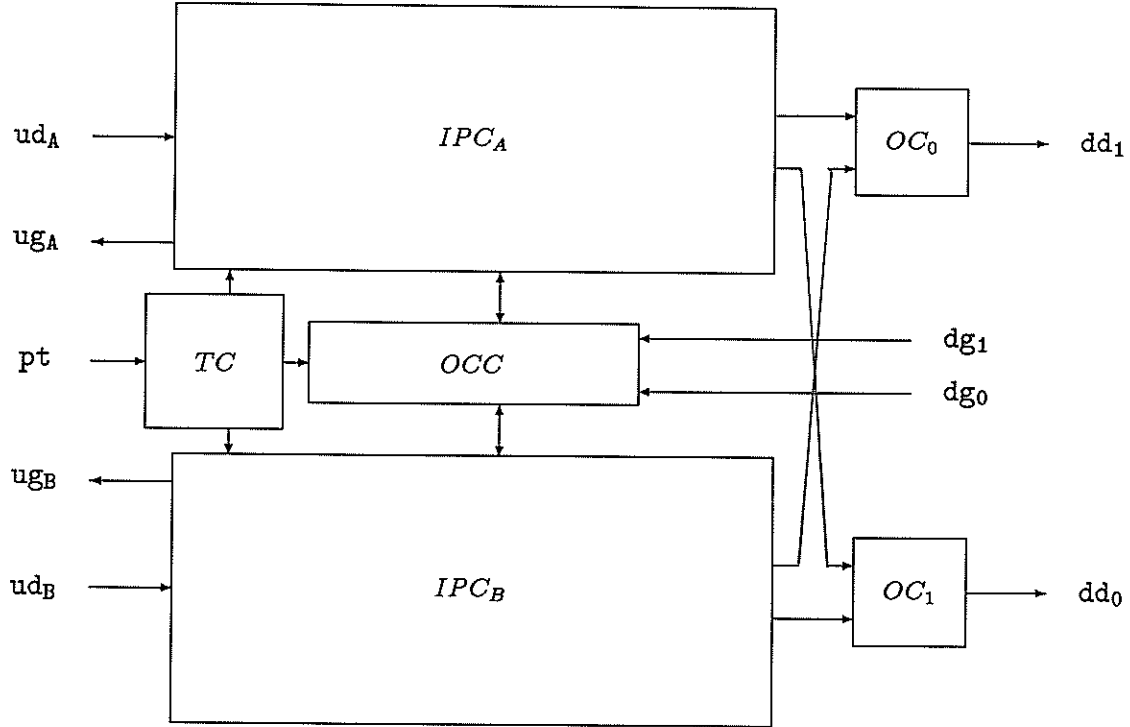 ud_A
IPC_A
OC_0
dd_1
ug_A
pt
TC
OCC
dg_1
dg_0
ug_B
ud_B
IPC_B
OC_1
dd_0